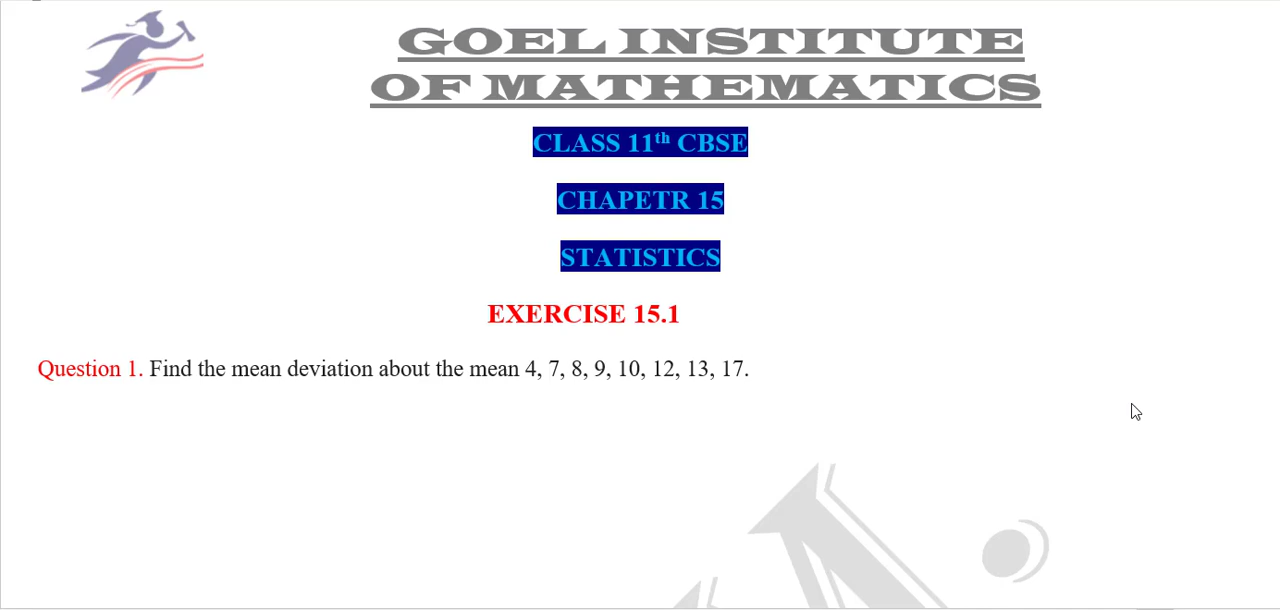 GOEL INSTITUTE
OF MATHEMATICS
CLASS 11th CBSE
CHAPETR 15
STATISTICS
EXERCISE 15.1
Question 1. Find the mean deviation about the mean 4, 7, 8, 9, 10, 12, 13, 17.